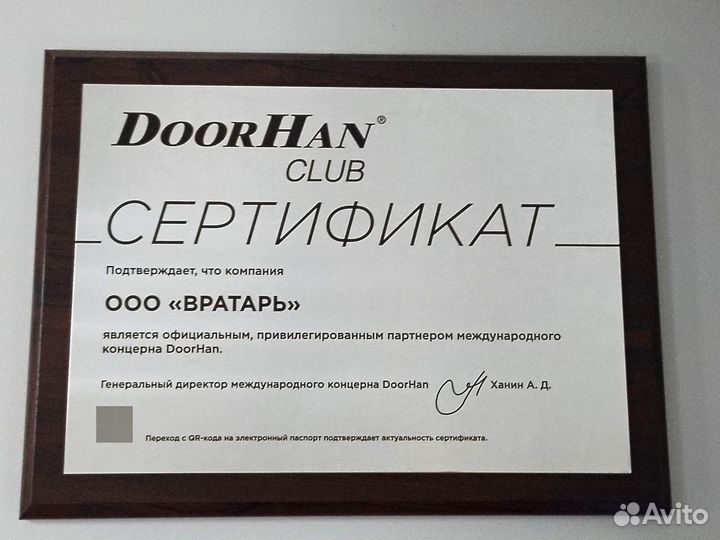 DOORHAN®
CLUB
СЕРТИФИКАТ
Подтверждает, что компания
ООО «ВРАТАРЬ»
является официальным, привилегированным партнером международного
концерна DoorHan.
Генеральный директор международного концерна DoorHan Ханин А. Д.
Переход с QR-кода на электронный паспорт подтверждает актуальность сертификата.
Avito